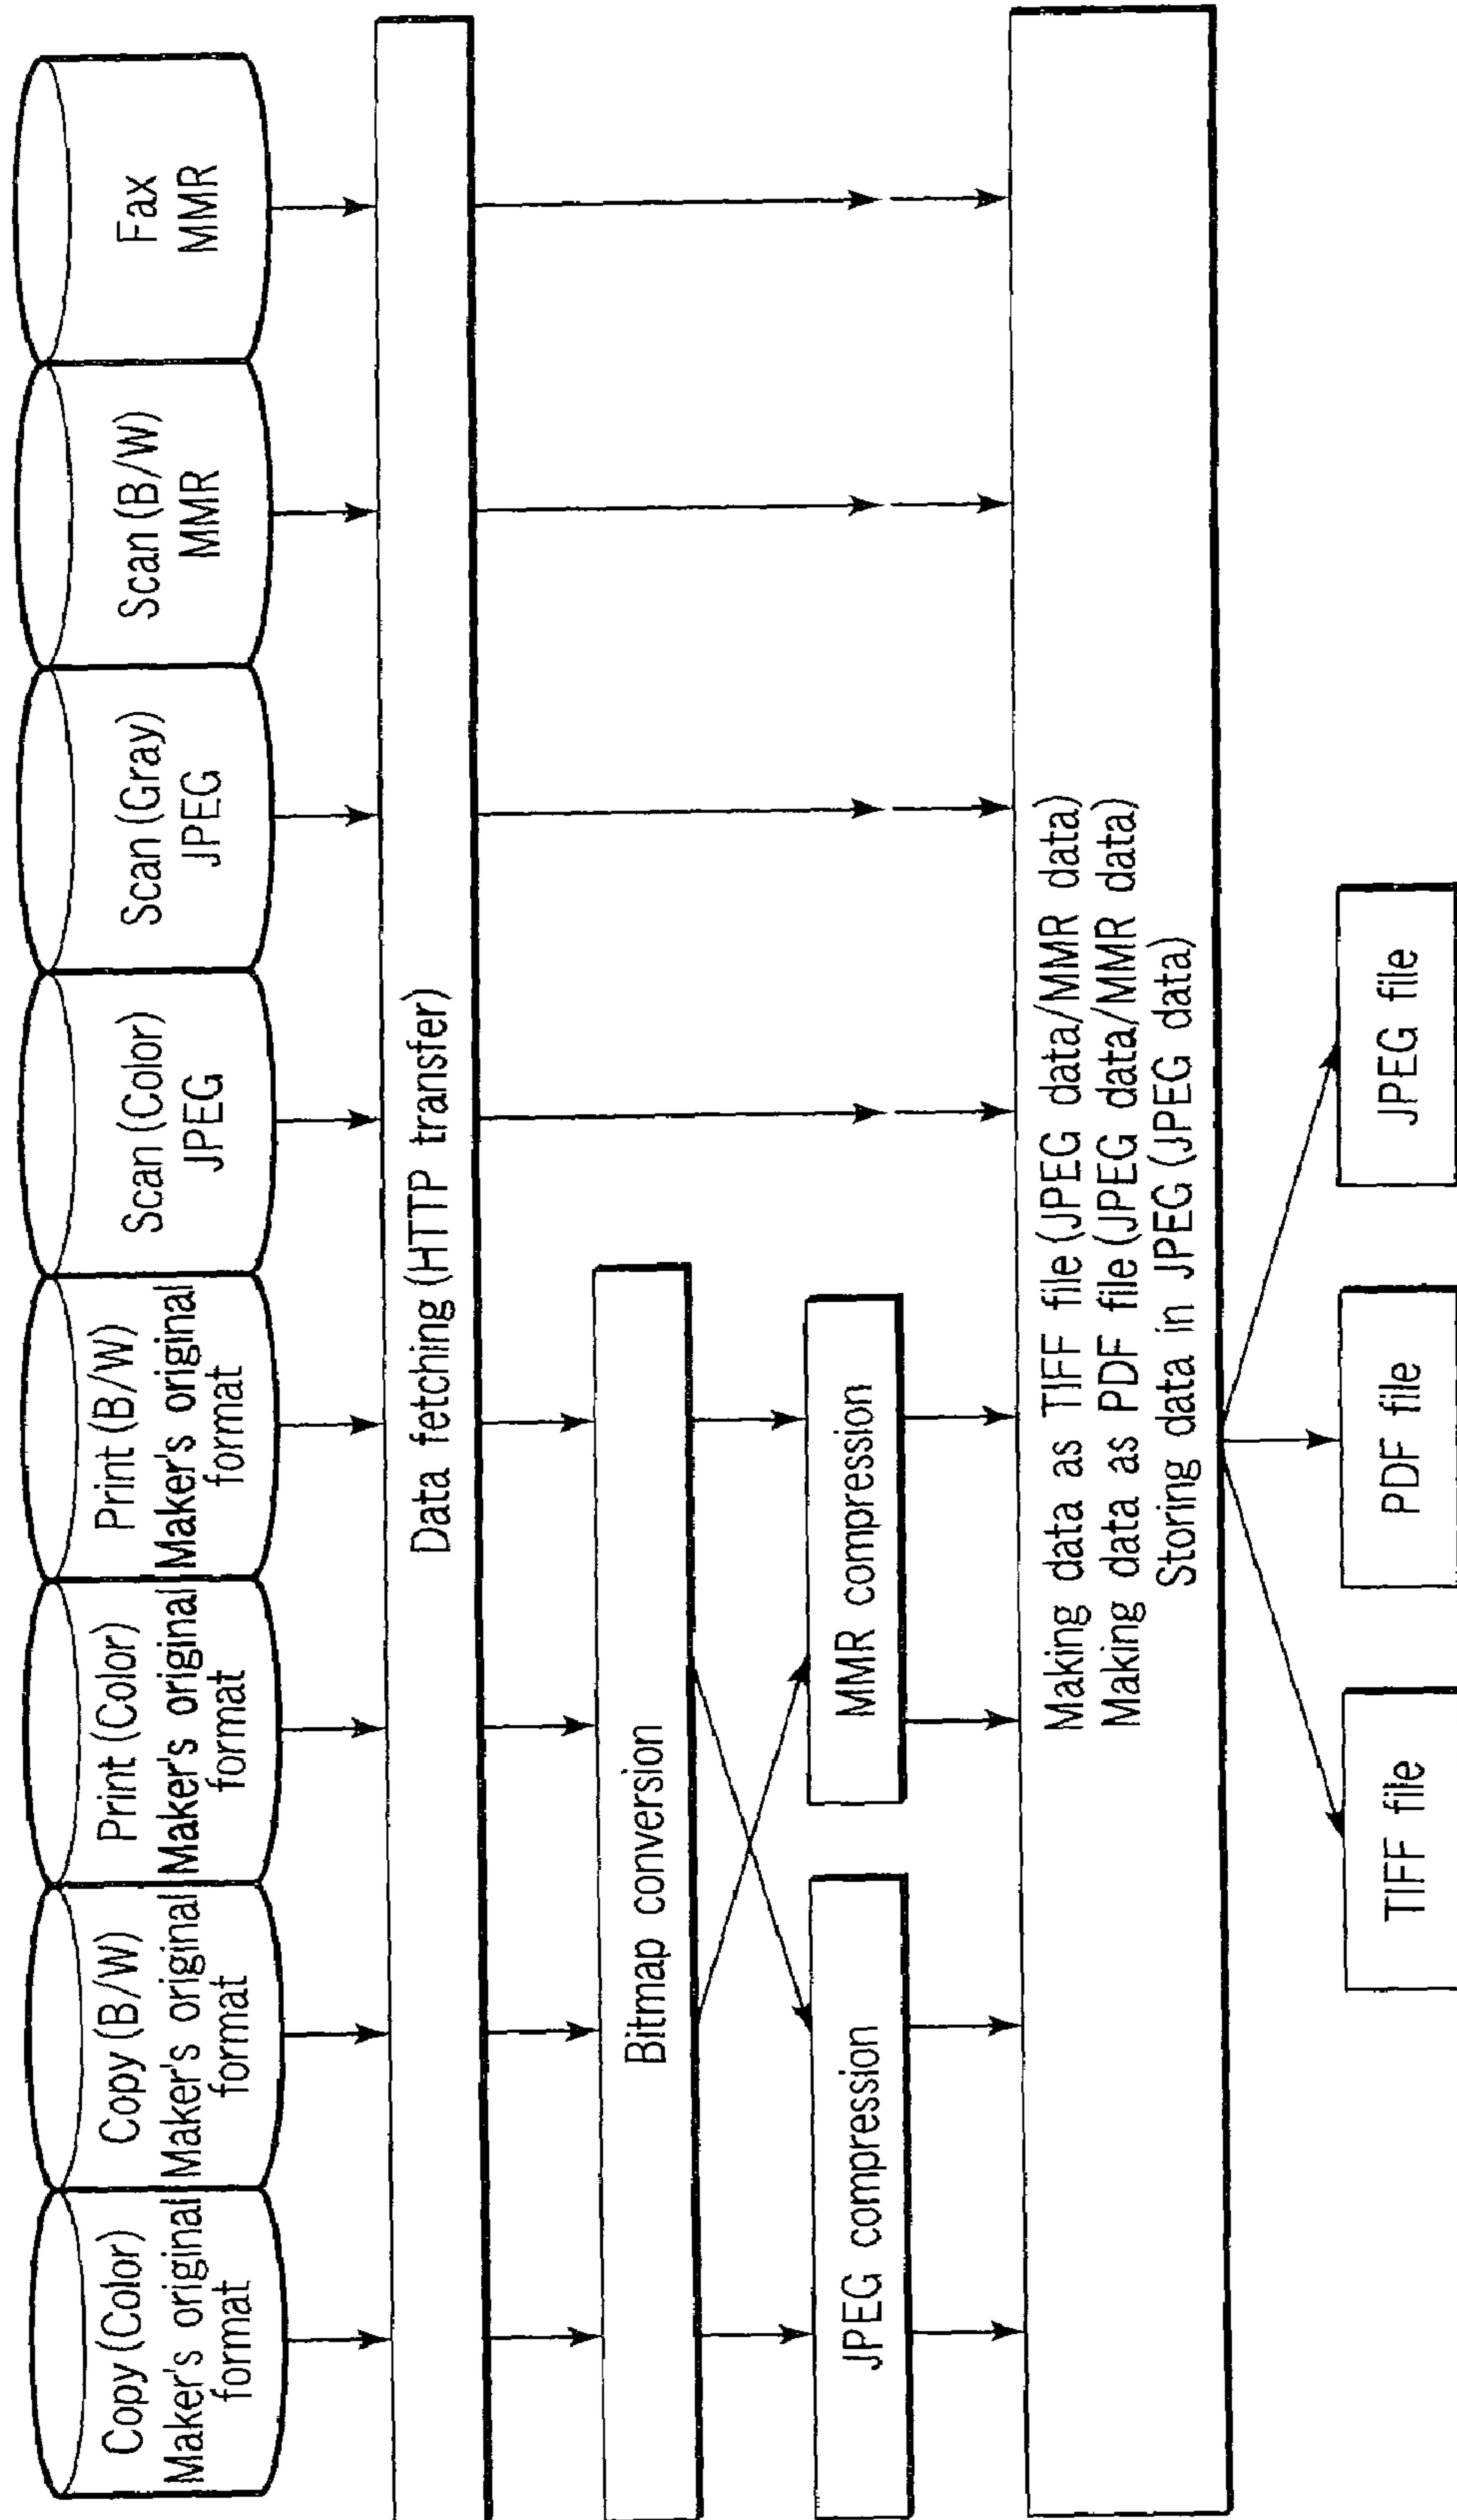 Copy (Color)
Maker's original
format
Copy (B/W)
Maker's original
format
Print (Color)
Maker's original
format
Print (B/W)
Maker's original
format
Scan (Color)
JPEG
Scan (Gray)
JPEG
Scan (B/W)
MMR
Fax
MMR
Data fetching (HTTP transfer)
Bitmap conversion
JPEG compression
MMR compression
Making data as TIFF file (JPEG data/MMR data)
Making data as PDF file (JPEG data/MMR data)
Storing data in JPEG (JPEG data)
TIFF file
PDF file
JPEG file